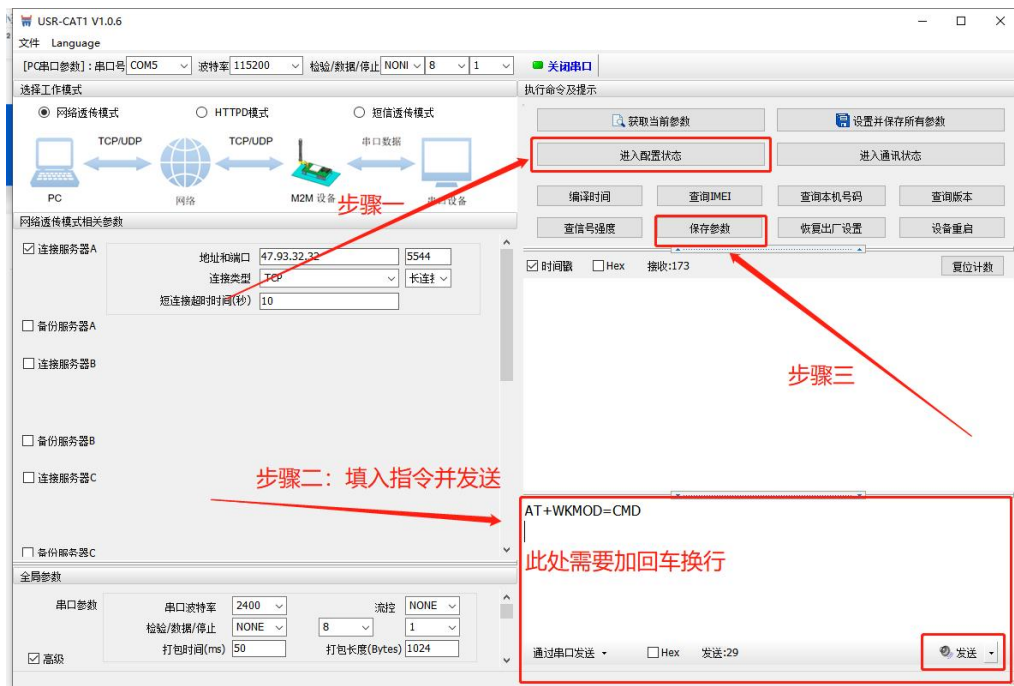 USR-CAT1 V1.0.6
文件 Language
[PC串口参数]:串口号 COM5 波特率 115200 检验/数据/停止 NONI 8 1 关闭串口
选择工作模式
网络透传模式 HTTPD模式 短信透传模式
TCP/UDP TCP/UDP 串口数据
PC 网络 M2M 设备 设备
步骤一
网络透传模式相关参数
连接服务器A
地址和端口 47.93.32.32 5544
连接类型 TCP
短连接超时时间(秒) 10
备份服务器A
连接服务器B
备份服务器B
连接服务器C
步骤二：填入指令并发送
备份服务器C
全局参数
串口参数 串口波特率 2400 流控 NONE
检验/数据/停止 NONE 8 1
打包时间(ms) 50 打包长度(Bytes) 1024
高级
执行命令及提示
获取当前参数 设置并保存所有参数
进入配置状态 进入通讯状态
编译时间 查询IMEI 查询本机号码 查询版本
查信号强度 保存参数 恢复出厂设置 设备重启
时间戳 Hex 接收:173 复位计数
步骤三
AT+WKMOD=CMD
此处需要加回车换行
通过串口发送 Hex 发送:29 发送